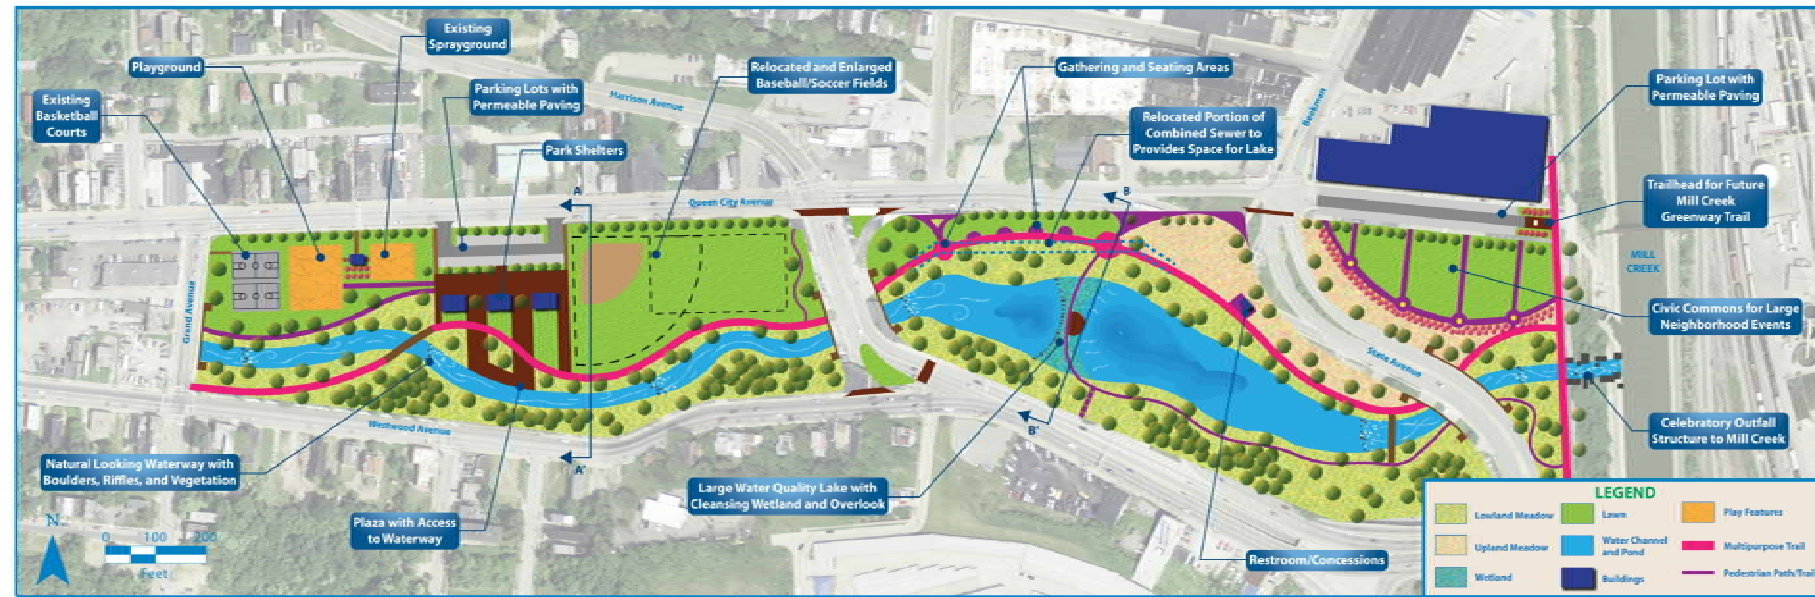 Existing
Sprayground
Playground
Relocated and Enlarged
Baseball/Soccer Fields
Gathering and Seating Areas
Parking Lot with
Permeable Paving
Existing
Basketball
Courts
Parking Lots with
Permeable Paving
Harrison Avenue
Beekman
Relocated Portion of
Combined Sewer to
Provides Space for Lake
Park Shelters
Trailhead for Future
Mill Creek
Greenway Trail
A
Queen City Avenue
B
MILL
CREEK
Grand Avenue
Civic Commons for Large
Neighborhood Events
State Avenue
Westwood Avenue
B'
Celebratory Outfall
Structure to Mill Creek
A'
Natural Looking Waterway with
Boulders, Riffles, and Vegetation
Large Water Quality Lake with
Cleansing Wetland and Overlook
Plaza with Access
to Waterway
Restroom/Concessions
N
0 100 200
Feet
LEGEND
Lowland Meadow
Lawn
Play Features
Upland Meadow
Water Channel
and Pond
Multipurpose Trail
Wetland
Buildings
Pedestrian Path/Trail